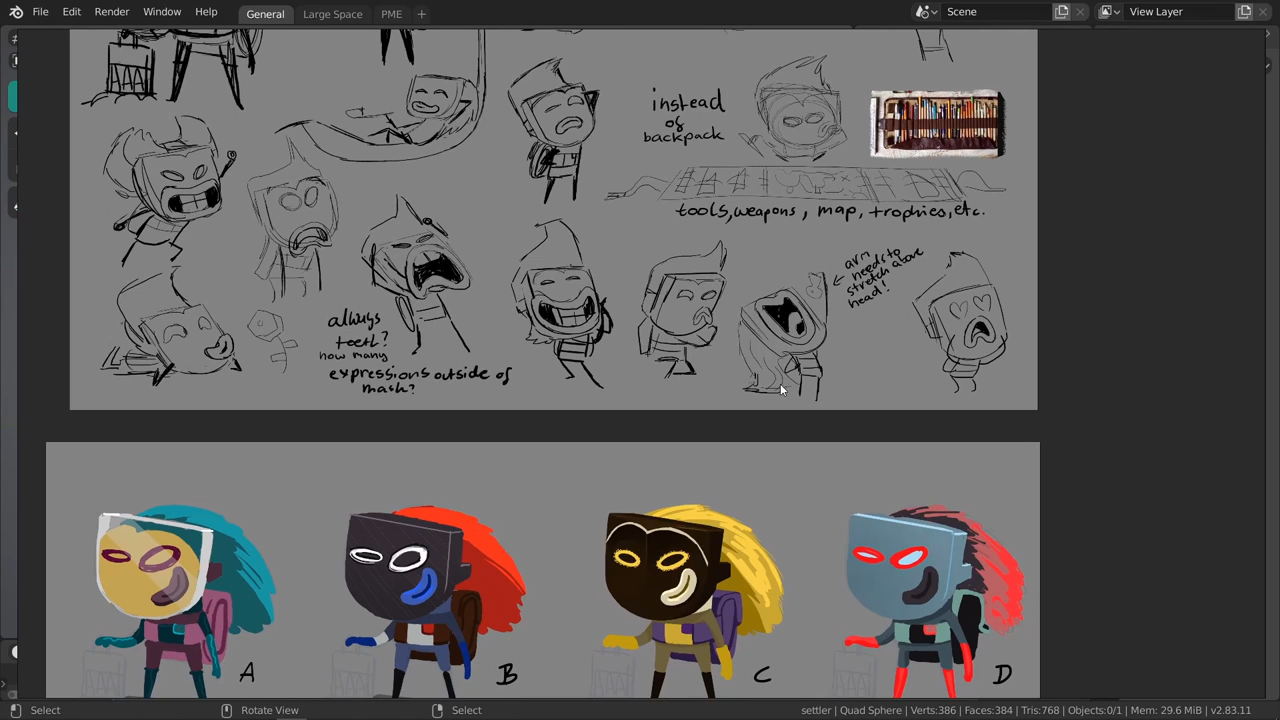 File Edit Render Window Help General Large Space PME + Scene View Layer
AAA
instead
of
backpack
tools, weapons, map, trophies, etc.
arm
needs to
stretch above
head!
always
teeth?
how many
expressions outside of
mask?
A B C D
Select Rotate View Select settler | Quad Sphere | Verts:386 | Faces:384 | Tris:768 | Objects:0/1 | Mem: 29.6 MiB | v2.83.11